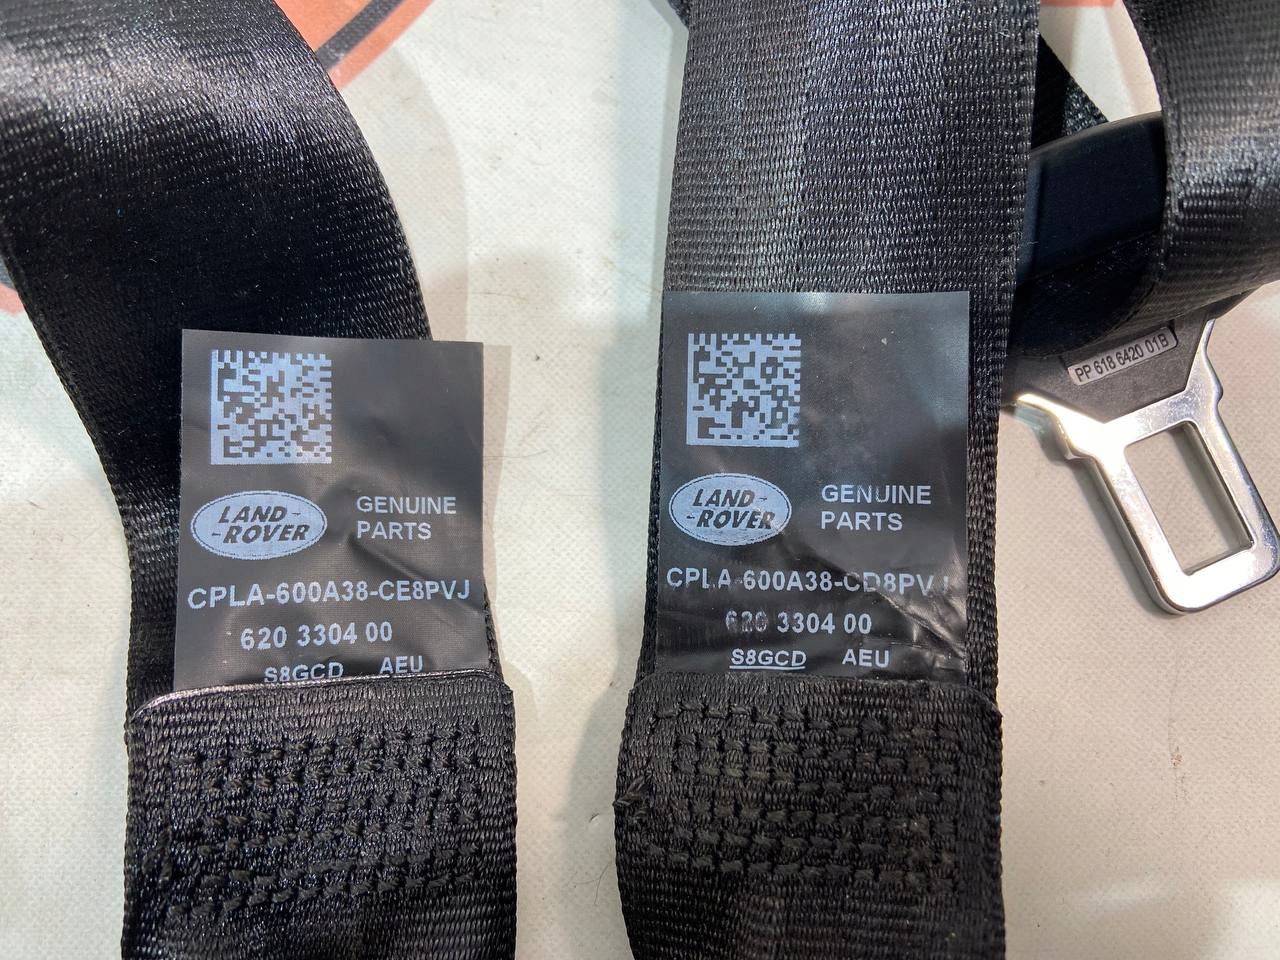 LAND-
-ROVER
GENUINE
PARTS
CPLA-600A38-CE8PVJ
620 3304 00
S8GCD AEU
LAND-
-ROVER
GENUINE
PARTS
CPLA-600A38-CD8PVJ
620 3304 00
S8GCD AEU
PP 618 6420 01B